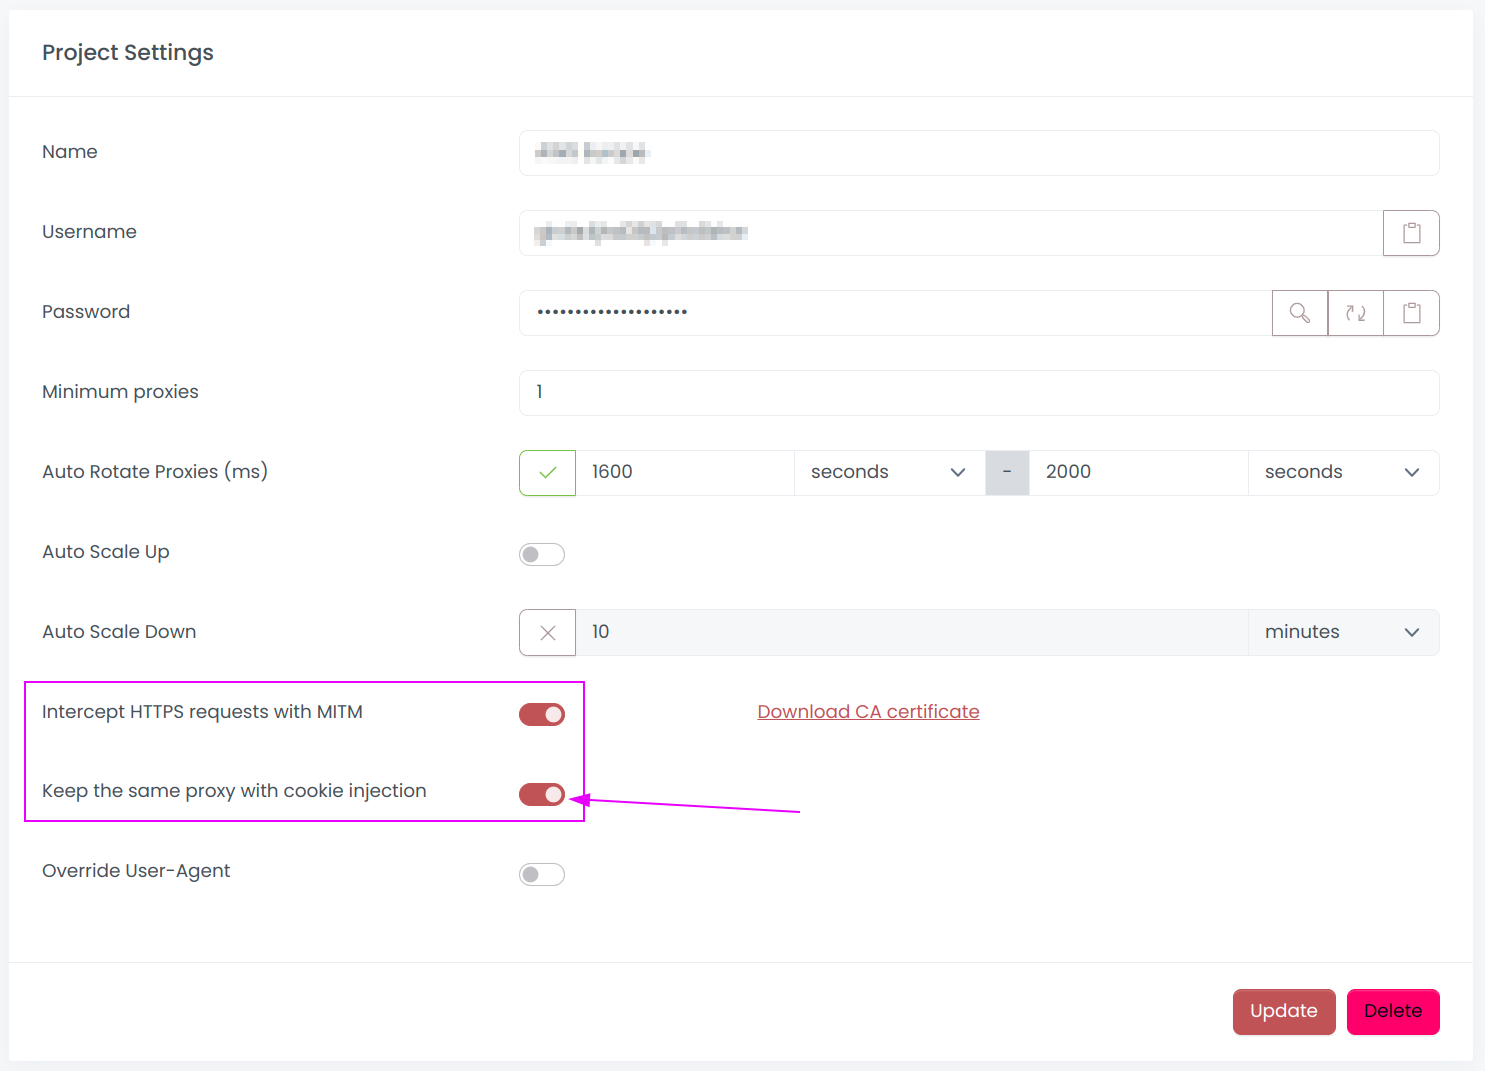 Project Settings
Name
Username
Password
Minimum proxies
1
Auto Rotate Proxies (ms)
1600
seconds
-
2000
seconds
Auto Scale Up
Auto Scale Down
10
minutes
Intercept HTTPS requests with MITM
Download CA certificate
Keep the same proxy with cookie injection
Override User-Agent
Update
Delete